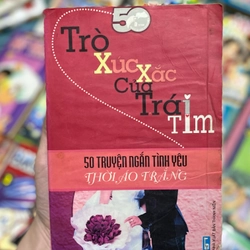 50
Trò
Xúc Xắc
Của
Trái
Tim
50 TRUYỆN NGẮN TÌNH YÊU
THỜI ÁO TRẮNG